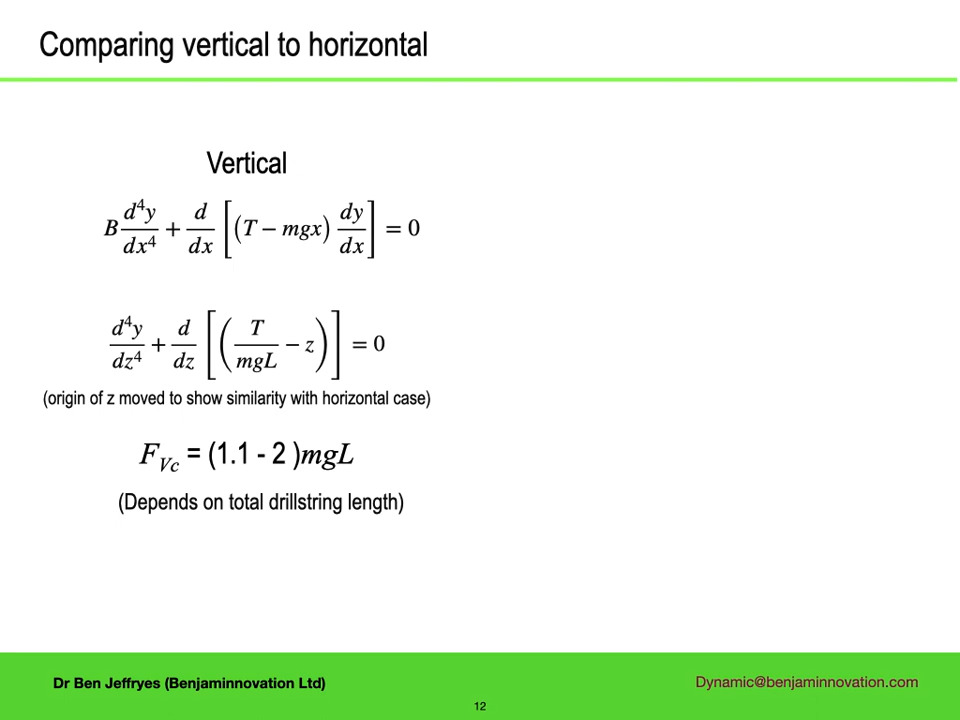 Comparing vertical to horizontal
Vertical
B d⁴y/dx⁴ + d/dx [(T − mgx) dy/dx] = 0
d⁴y/dz⁴ + d/dz [(T/mgL − z)] = 0
(origin of z moved to show similarity with horizontal case)
F_Vc = (1.1 - 2 )mgL
(Depends on total drillstring length)
Dr Ben Jeffryes (Benjaminnovation Ltd)
Dynamic@benjaminnovation.com
12